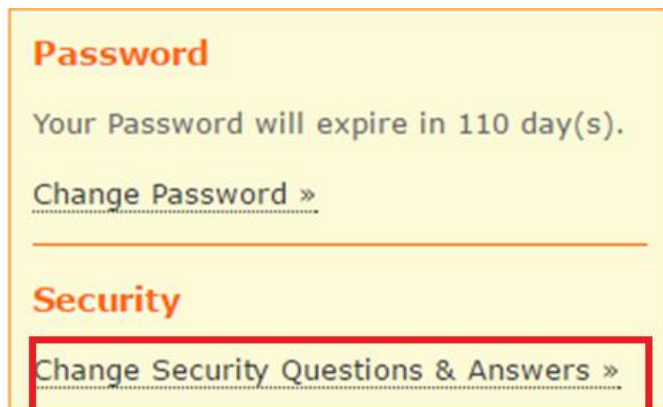 Password
Your Password will expire in 110 day(s).
Change Password »
Security
Change Security Questions & Answers »